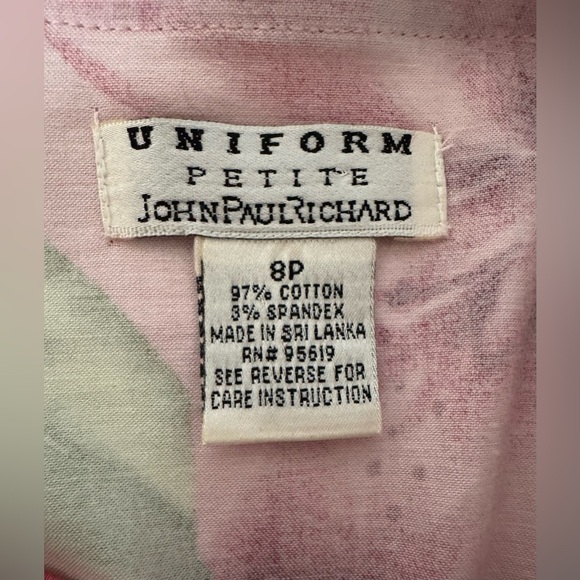 UNIFORM
PETITE
JOHNPAULRICHARD
8P
97% COTTON
3% SPANDEX
MADE IN SRI LANKA
RN# 95619
SEE REVERSE FOR
CARE INSTRUCTION